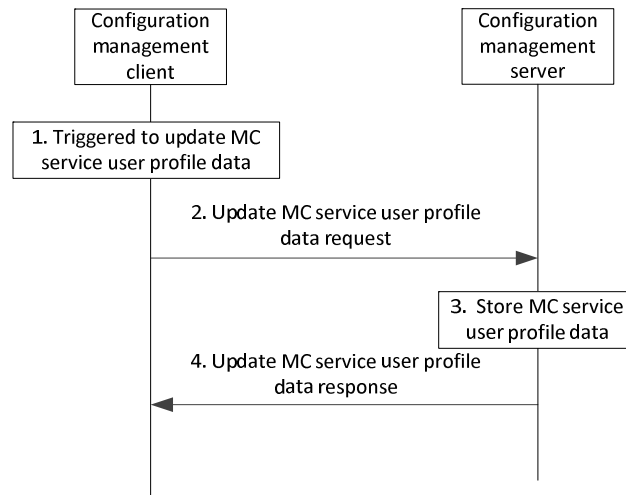 Configuration
management
client
Configuration
management
server
1. Triggered to update MC
service user profile data
2. Update MC service user profile
data request
3. Store MC service
user profile data
4. Update MC service user profile
data response